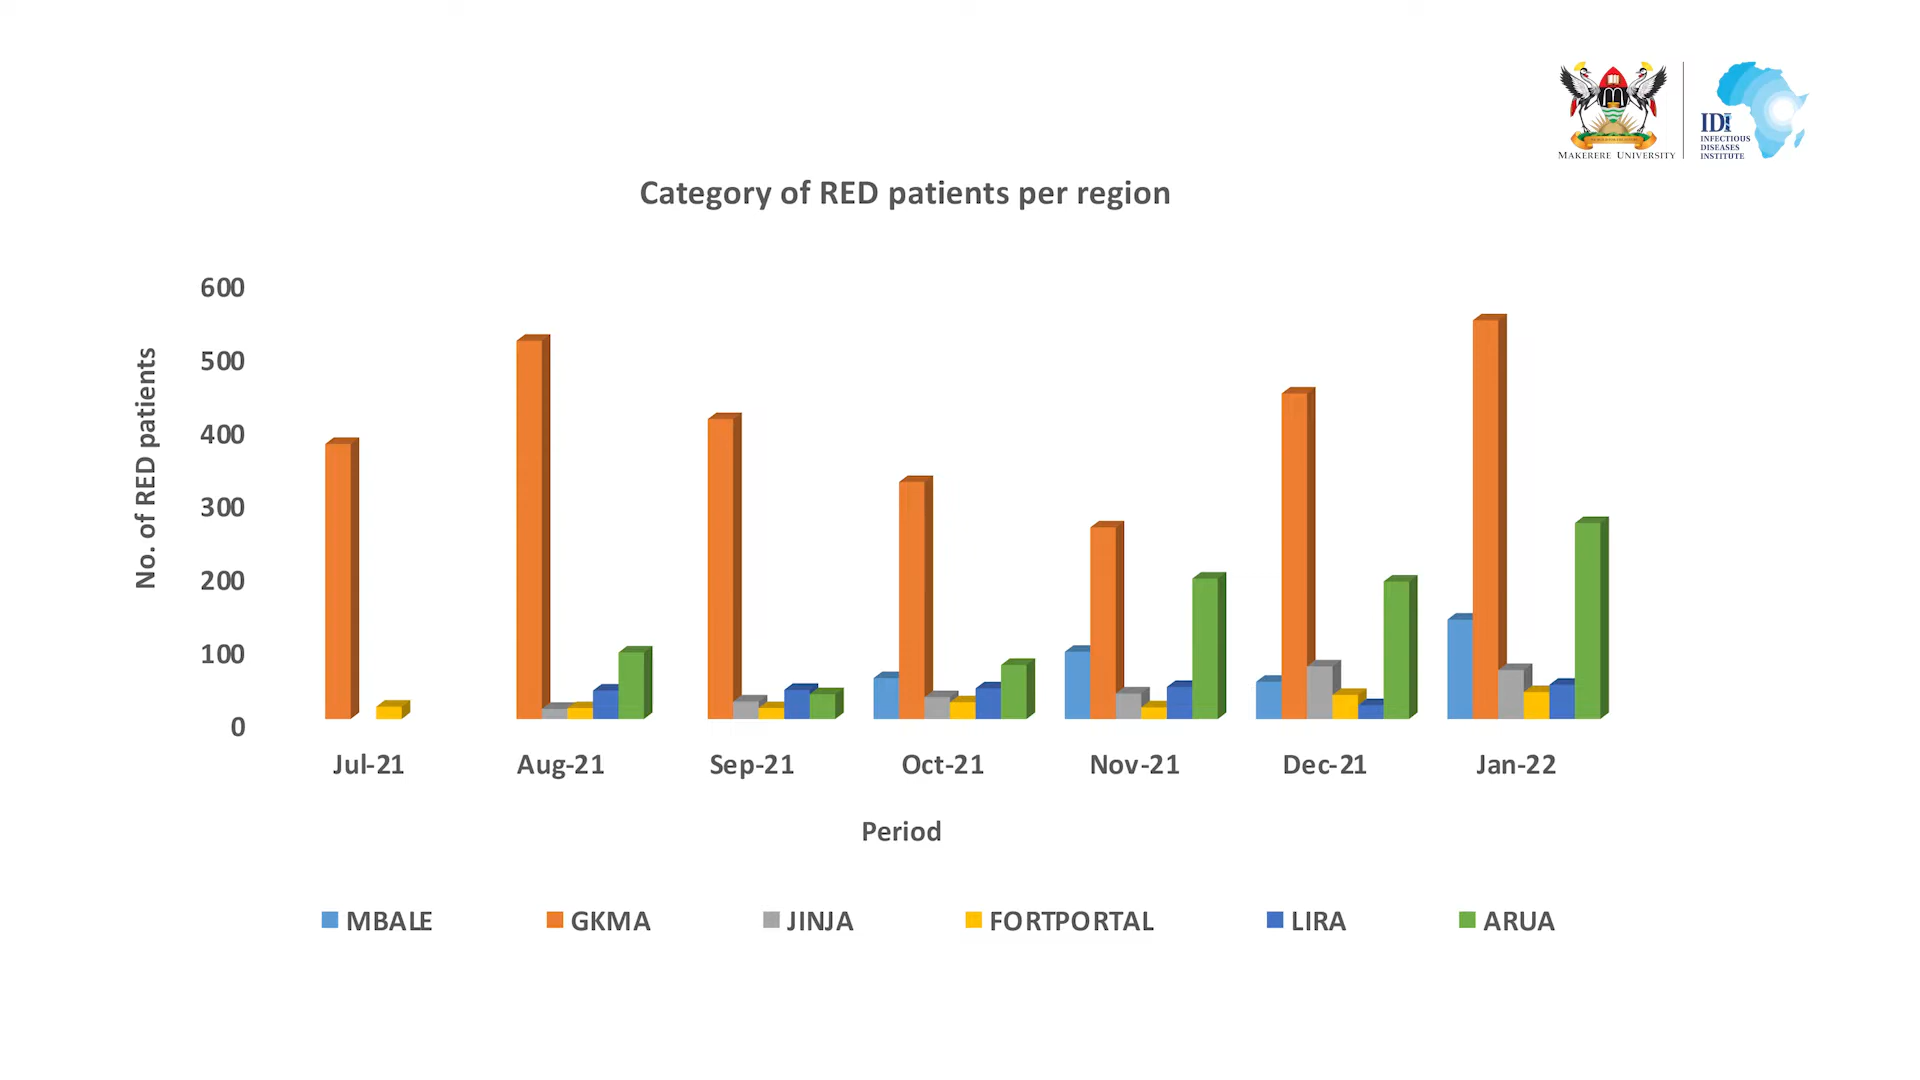 MAKERERE UNIVERSITY
IDI
INFECTIOUS
DISEASES
INSTITUTE
Category of RED patients per region
No. of RED patients
600
500
400
300
200
100
0
Jul-21 Aug-21 Sep-21 Oct-21 Nov-21 Dec-21 Jan-22
Period
MBALE GKMA JINJA FORTPORTAL LIRA ARUA